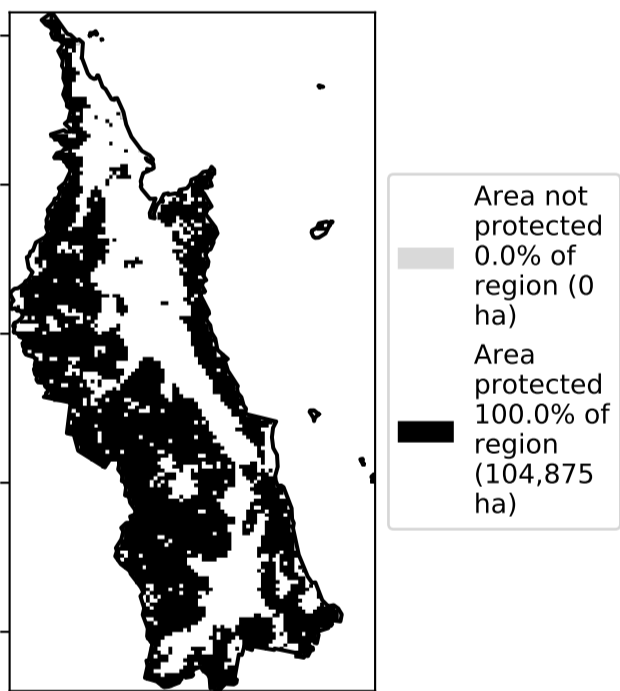 Area not
protected
0.0% of
region (0
ha)
Area
protected
100.0% of
region
(104,875
ha)